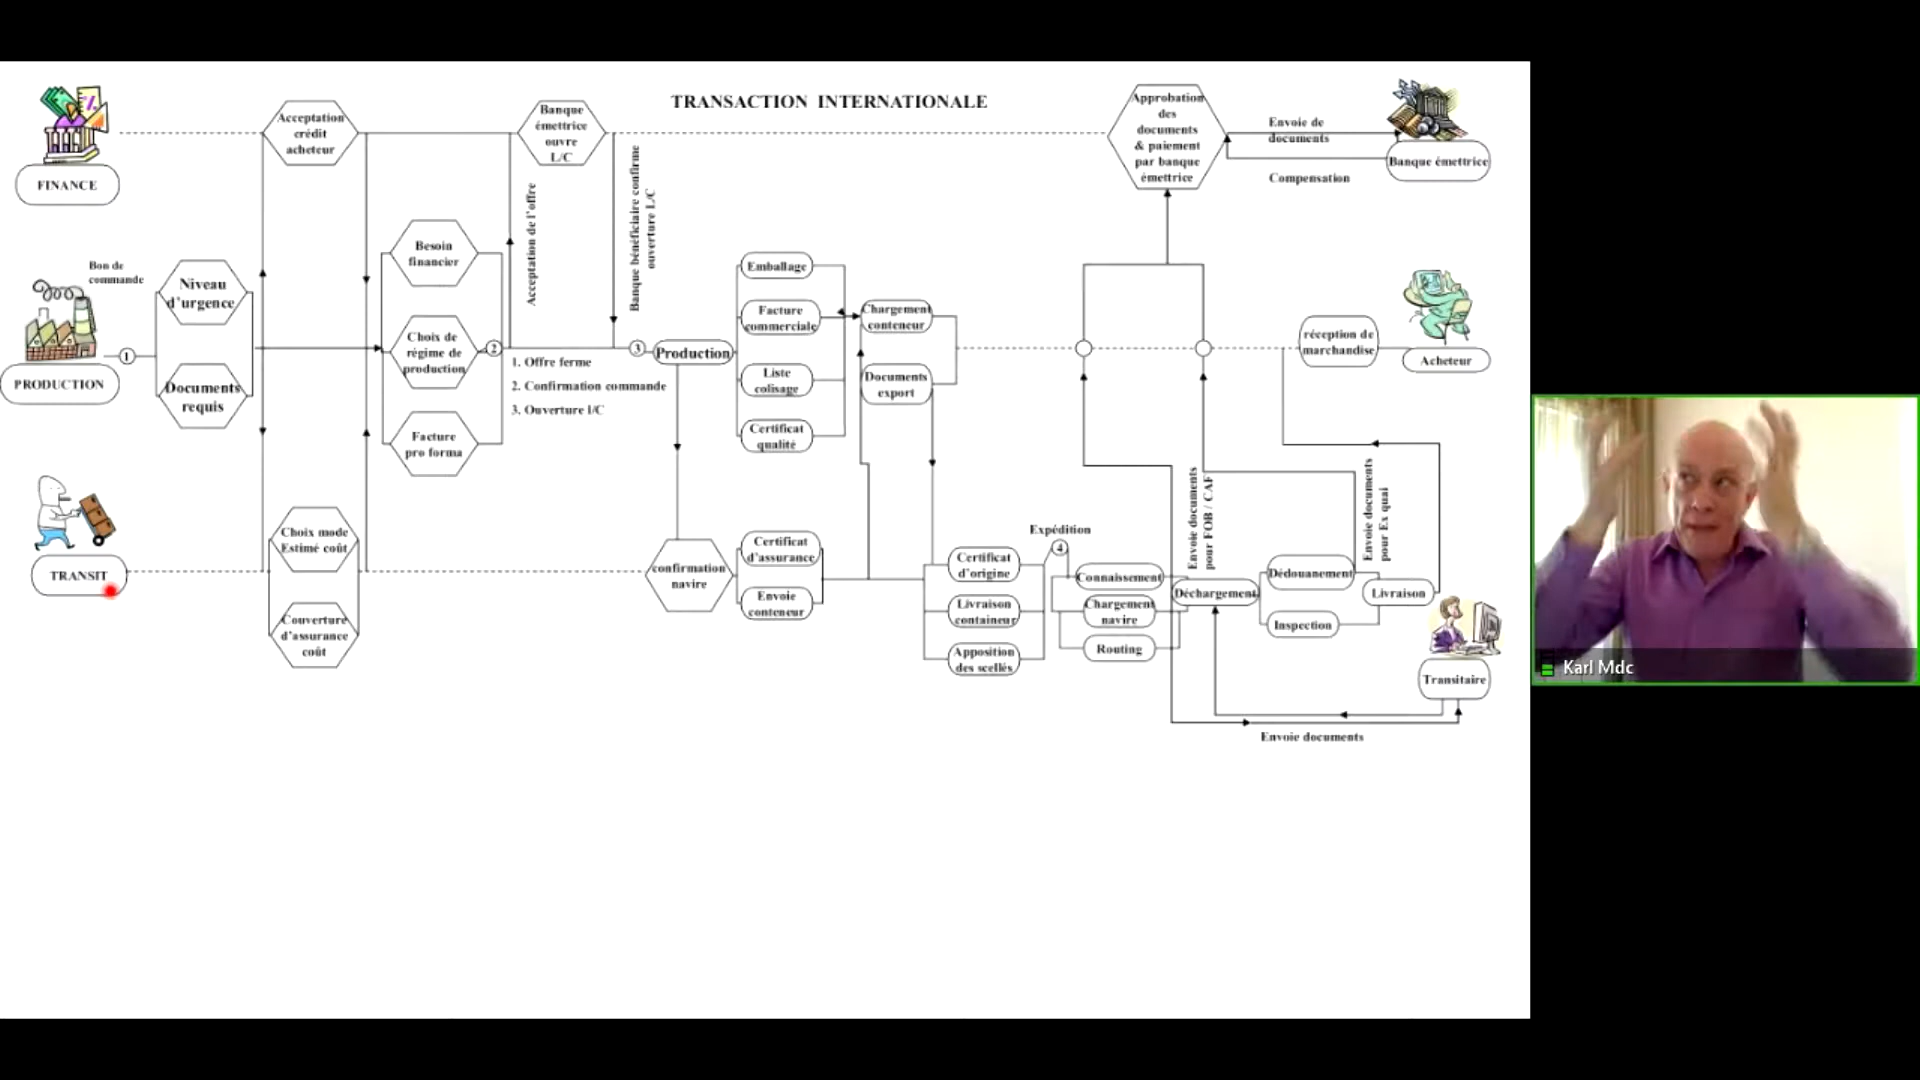 TRANSACTION INTERNATIONALE
FINANCE
Acceptation
crédit
acheteur
Banque
émettrice
ouvre
L/C
Approbation
des
documents
& paiement
par banque
émettrice
Envoie de
documents
Compensation
Banque émettrice
Acceptation de l'offre
Banque bénéficiaire confirme
ouverture L/C
Bon de
commande
PRODUCTION
1
Niveau
d'urgence
Documents
requis
Besoin
financier
Choix de
régime de
production
Facture
pro forma
2
1. Offre ferme
2. Confirmation commande
3. Ouverture l/C
3
Production
Emballage
Facture
commerciale
Liste
colisage
Certificat
qualité
Chargement
conteneur
Documents
export
réception de
marchandise
Acheteur
TRANSIT
Choix mode
Estimé coût
Couverture
d'assurance
coût
confirmation
navire
Certificat
d'assurance
Envoie
conteneur
Certificat
d'origine
Livraison
containeur
Apposition
des scellés
Expédition
4
Connaissement
Chargement
navire
Routing
Envoie documents
pour FOB / CAF
Déchargement
Dédouanement
Inspection
Envoie documents
pour Ex quai
Livraison
Transitaire
Envoie documents
Karl Mdc